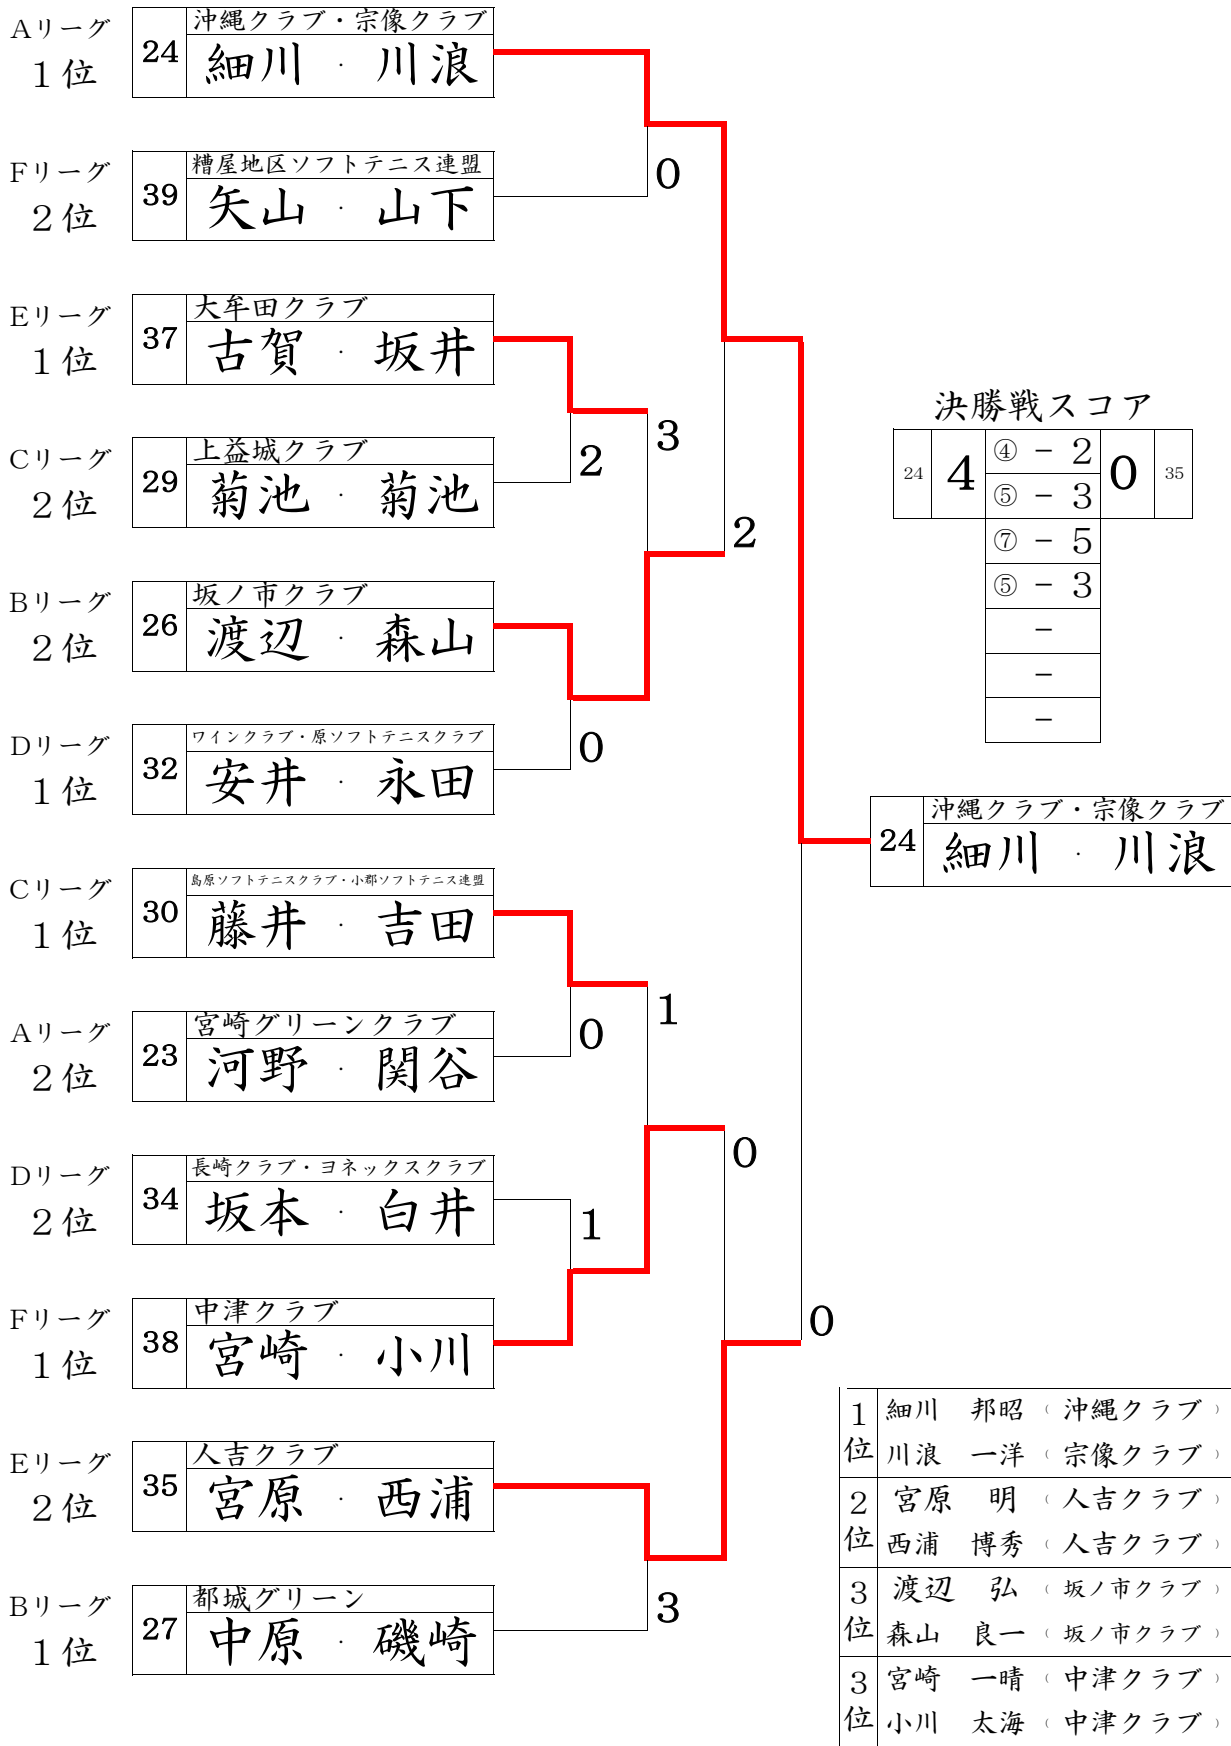 Aリーグ
1位
24
沖縄クラブ・宗像クラブ
細川 ・ 川浪
0
Fリーグ
2位
39
糟屋地区ソフトテニス連盟
矢山 ・ 山下
Eリーグ
1位
37
大牟田クラブ
古賀 ・ 坂井
2
3
Cリーグ
2位
29
上益城クラブ
菊池 ・ 菊池
2
Bリーグ
2位
26
坂ノ市クラブ
渡辺 ・ 森山
0
Dリーグ
1位
32
ワインクラブ・原ソフトテニスクラブ
安井 ・ 永田
Cリーグ
1位
30
島原ソフトテニスクラブ・小郡ソフトテニス連盟
藤井 ・ 吉田
0
1
Aリーグ
2位
23
宮崎グリーンクラブ
河野 ・ 関谷
0
Dリーグ
2位
34
長崎クラブ・ヨネックスクラブ
坂本 ・ 白井
1
Fリーグ
1位
38
中津クラブ
宮崎 ・ 小川
0
Eリーグ
2位
35
人吉クラブ
宮原 ・ 西浦
3
Bリーグ
1位
27
都城グリーン
中原 ・ 磯崎
決勝戦スコア
24 4 ④ － 2 0 35
⑤ － 3
⑦ － 5
⑤ － 3
－
－
－
24
沖縄クラブ・宗像クラブ
細川 ・ 川浪
1位
細川 邦昭（沖縄クラブ）
川浪 一洋（宗像クラブ）
2位
宮原 明（人吉クラブ）
西浦 博秀（人吉クラブ）
3位
渡辺 弘（坂ノ市クラブ）
森山 良一（坂ノ市クラブ）
3位
宮崎 一晴（中津クラブ）
小川 太海（中津クラブ）